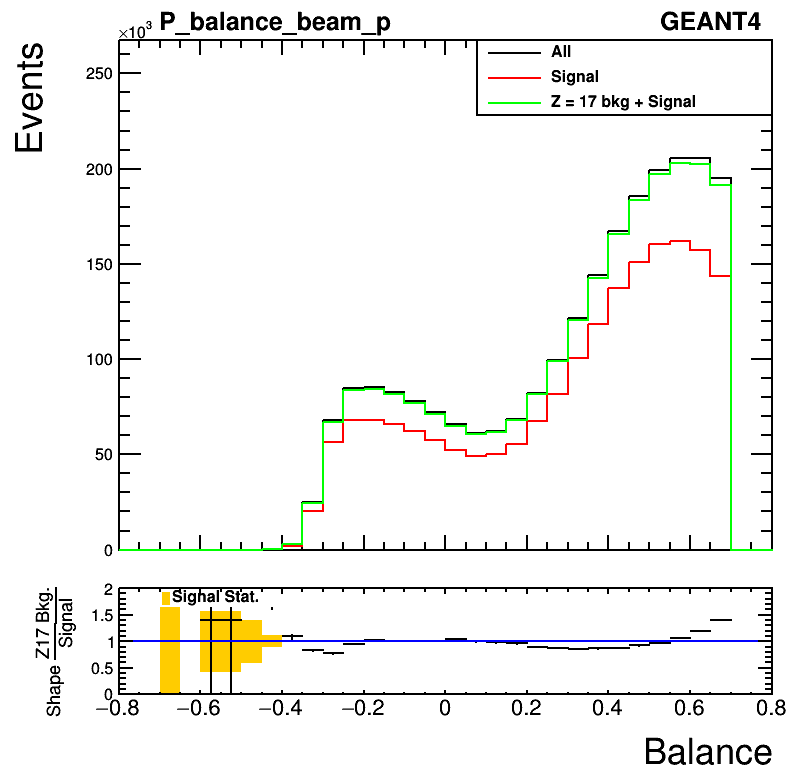 ×10³ P_balance_beam_p GEANT4
Events
All
Signal
Z = 17 bkg + Signal
250
200
150
100
50
0
Shape Z17 Bkg. / Signal
Signal Stat.
2
1.5
1
0.5
0
−0.8 −0.6 −0.4 −0.2 0 0.2 0.4 0.6 0.8
Balance